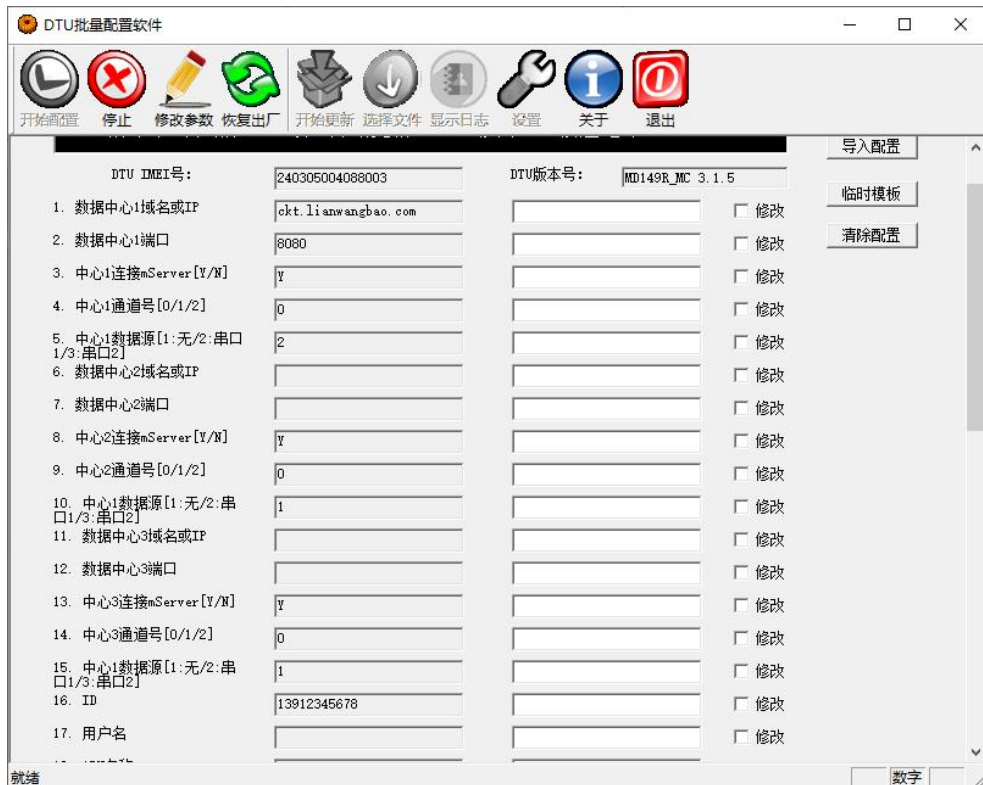 DTU批量配置软件
开始配置 停止 修改参数 恢复出厂 开始更新 选择文件 显示日志 设置 关于 退出
导入配置
DTU IMEI号: 240305004088003 DTU版本号: MD149R_MC 3.1.5
临时模板
1. 数据中心1域名或IP ckt.lianwangbao.com 修改
清除配置
2. 数据中心1端口 8080 修改
3. 中心1连接mServer[Y/N] Y 修改
4. 中心1通道号[0/1/2] 0 修改
5. 中心1数据源[1:无/2:串口
1/3:串口2] 2 修改
6. 数据中心2域名或IP 修改
7. 数据中心2端口 修改
8. 中心2连接mServer[Y/N] Y 修改
9. 中心2通道号[0/1/2] 0 修改
10. 中心1数据源[1:无/2:串
口1/3:串口2] 1 修改
11. 数据中心3域名或IP 修改
12. 数据中心3端口 修改
13. 中心3连接mServer[Y/N] Y 修改
14. 中心3通道号[0/1/2] 0 修改
15. 中心1数据源[1:无/2:串
口1/3:串口2] 1 修改
16. ID 13912345678 修改
17. 用户名 修改
就绪 数字